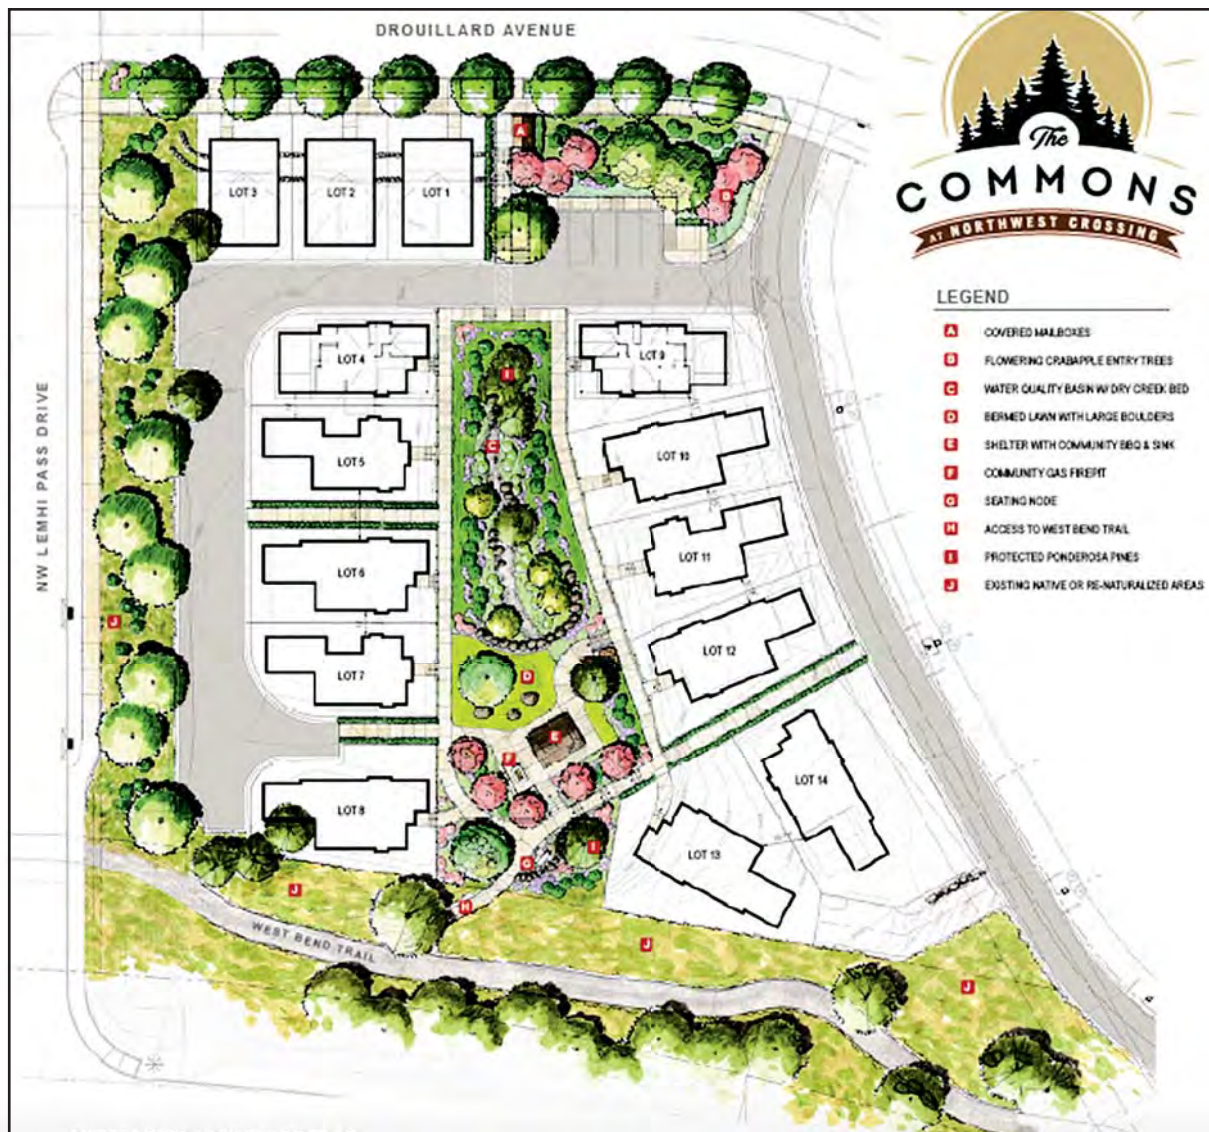 DROUILLARD AVENUE
The
COMMONS
AT NORTHWEST CROSSING
LEGEND
A COVERED MAILBOXES
B FLOWERING CRABAPPLE ENTRY TREES
C WATER QUALITY BASIN W/ DRY CREEK BED
D BERMED LAWN WITH LARGE BOULDERS
E SHELTER WITH COMMUNITY BBQ & SINK
F COMMUNITY GAS FIREPIT
G SEATING NODE
H ACCESS TO WEST BEND TRAIL
I PROTECTED PONDEROSA PINES
J EXISTING NATIVE OR RE-NATURALIZED AREAS
NW LEMHI PASS DRIVE
A
B
LOT 3
LOT 2
LOT 1
LOT 4
I
LOT 9
C
LOT 5
LOT 10
LOT 6
LOT 11
J
LOT 7
D
LOT 12
E
F
LOT 8
LOT 14
G
I
LOT 13
J
H
WEST BEND TRAIL
J
J